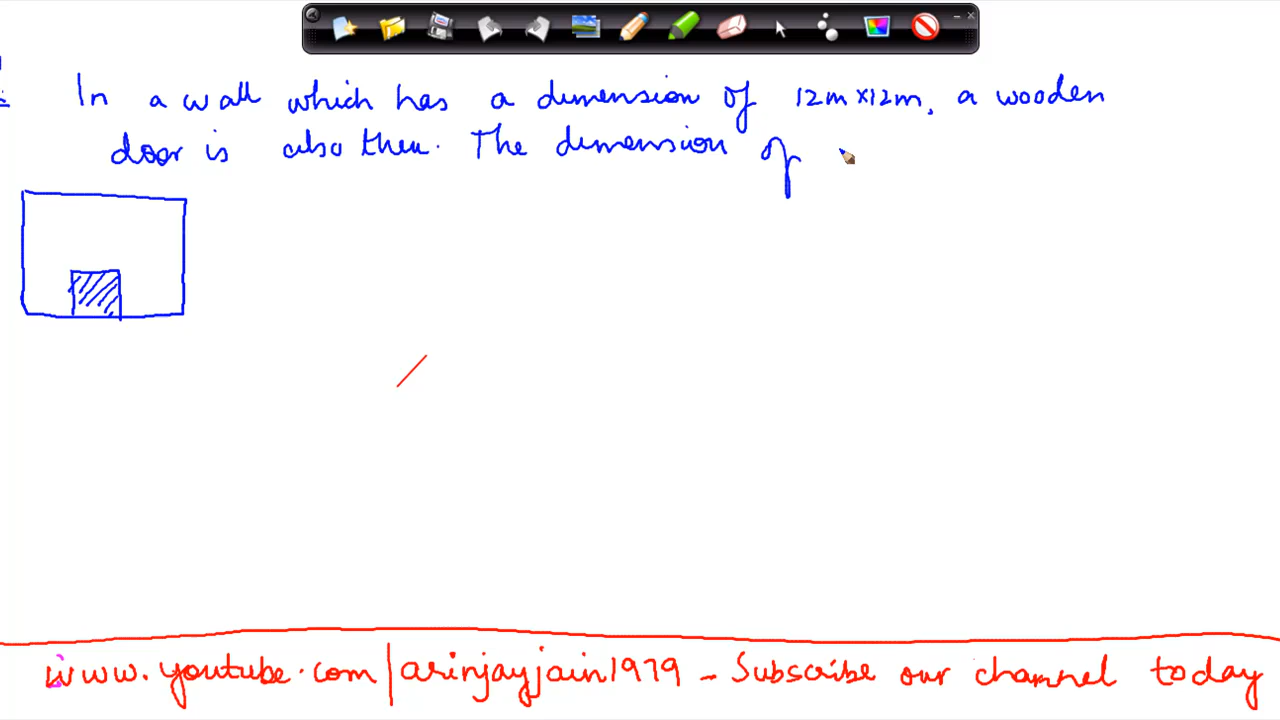 In a wall which has a dimension of 12m x 12m, a wooden
door is also there. The dimension of
www.youtube.com/arinjayjain1979 - Subscribe our channel today